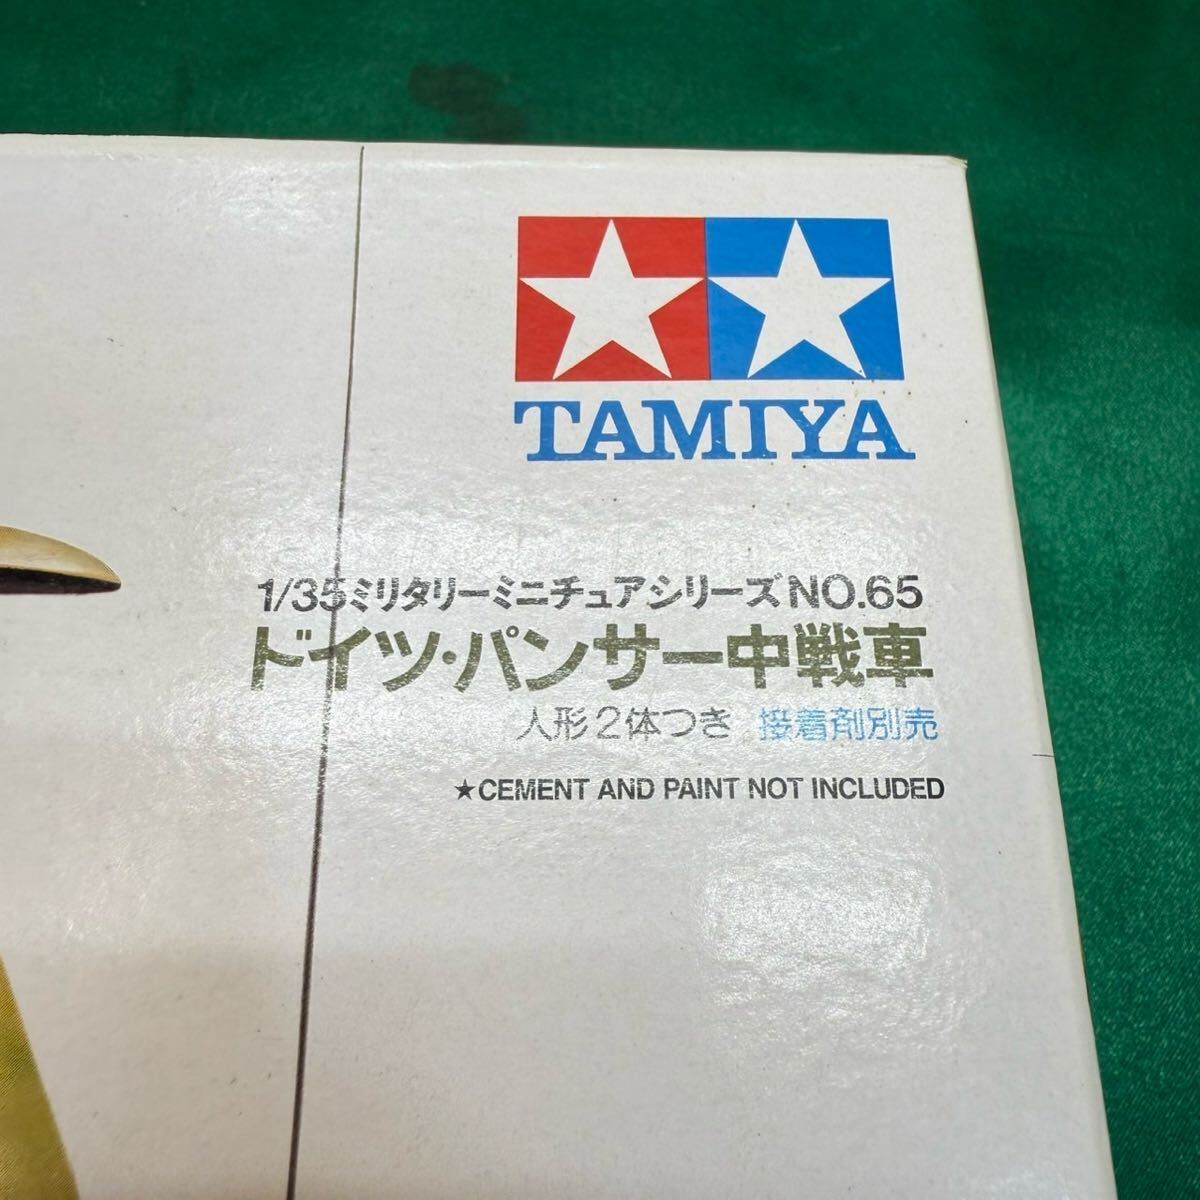 TAMIYA
1/35ミリタリーミニチュアシリーズNO.65
ドイツ・パンサー中戦車
人形2体つき 接着剤別売
★CEMENT AND PAINT NOT INCLUDED